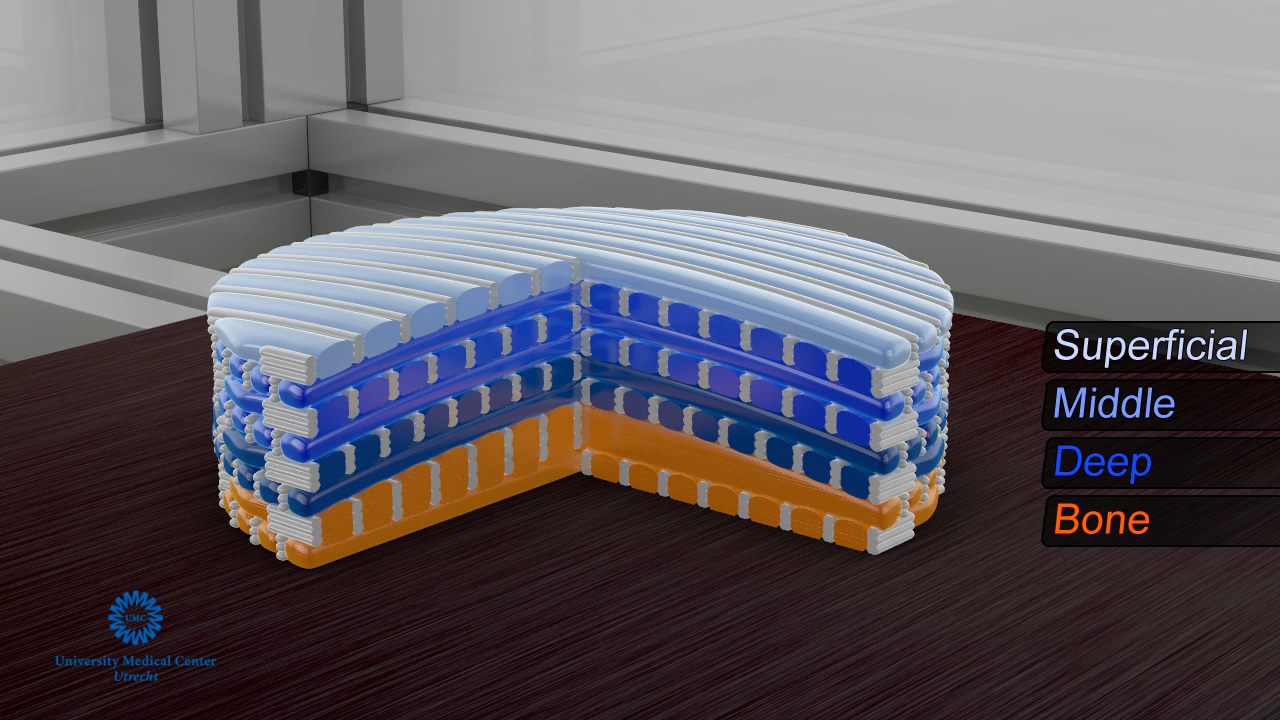 Superficial
Middle
Deep
Bone
UMC
University Medical Center
Utrecht